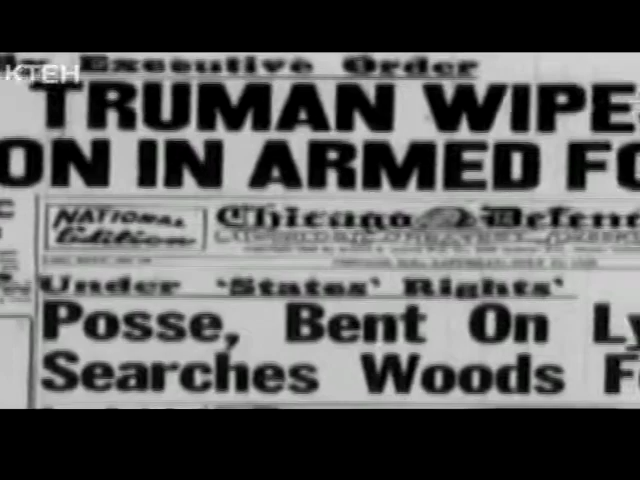 KTEH
Executive Order
TRUMAN WIPE
ON IN ARMED FO
NATIONAL Chicago Defend
Edition
Under 'States' Rights'
Posse, Bent On Ly
Searches Woods F